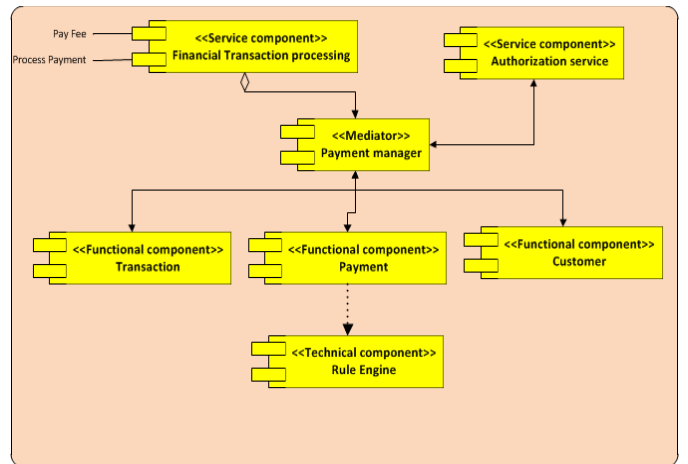 Pay Fee
Process Payment
<<Service component>>
Financial Transaction processing
<<Service component>>
Authorization service
<<Mediator>>
Payment manager
<<Functional component>>
Transaction
<<Functional component>>
Payment
<<Functional component>>
Customer
<<Technical component>>
Rule Engine